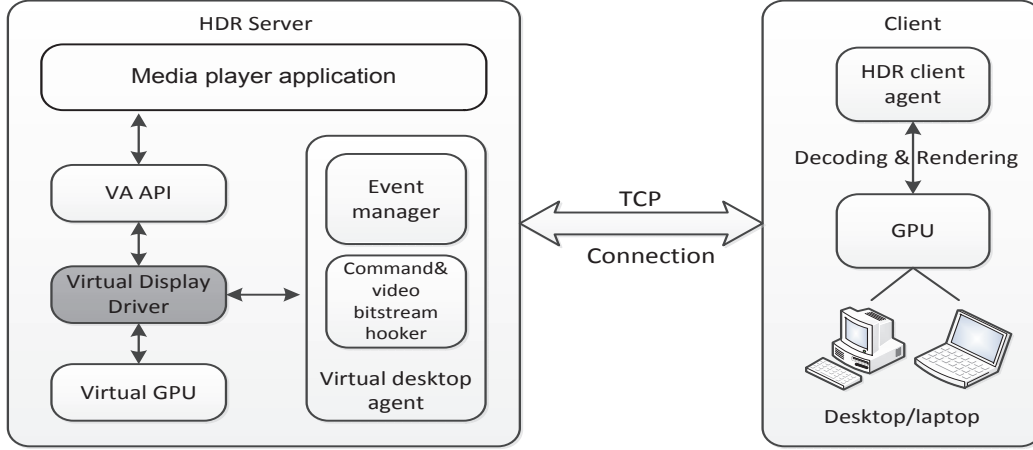 HDR Server
Media player application
VA API
Virtual Display
Driver
Virtual GPU
Event
manager
Command&
video
bitstream
hooker
Virtual desktop
agent
TCP
Connection
Client
HDR client
agent
Decoding & Rendering
GPU
Desktop/laptop